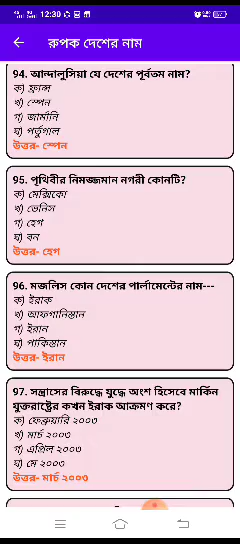 12:30
রুপক দেশের নাম
94. আন্দালুসিয়া যে দেশের পূর্বতম নাম?
ক) ফ্রান্স
খ) স্পেন
গ) জার্মানি
ঘ) পর্তুগাল
উত্তর- স্পেন
95. পৃথিবীর নিমজ্জমান নগরী কোনটি?
ক) মেক্সিকো
খ) ভেনিস
গ) হেগ
ঘ) বন
উত্তর- হেগ
96. মজলিস কোন দেশের পার্লামেন্টের নাম---
ক) ইরাক
খ) আফগানিস্তান
গ) ইরান
ঘ) পাকিস্তান
উত্তর- ইরান
97. সন্ত্রাসের বিরুদ্ধে যুদ্ধে অংশ হিসেবে মার্কিন
যুক্তরাষ্ট্রের কখন ইরাক আক্রমণ করে?
ক) ফেব্রুয়ারি ২০০৩
খ) মার্চ ২০০৩
গ) এপ্রিল ২০০৩
ঘ) মে ২০০৩
উত্তর- মার্চ ২০০৩